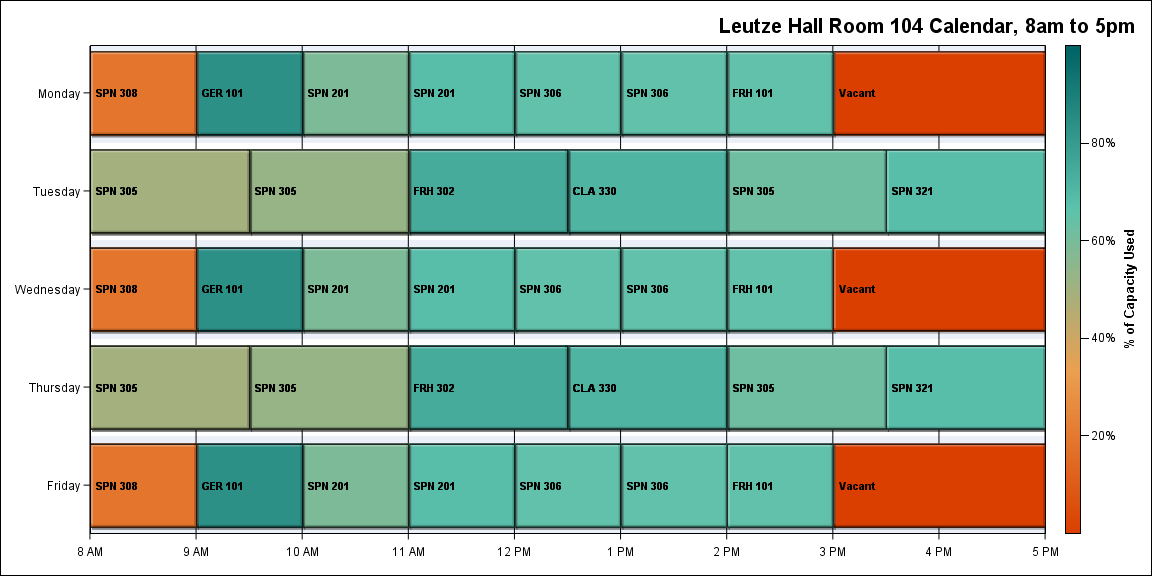 Leutze Hall Room 104 Calendar, 8am to 5pm
Monday
SPN 308
GER 101
SPN 201
SPN 201
SPN 306
SPN 306
FRH 101
Vacant
Tuesday
SPN 305
SPN 305
FRH 302
CLA 330
SPN 305
SPN 321
Wednesday
SPN 308
GER 101
SPN 201
SPN 201
SPN 306
SPN 306
FRH 101
Vacant
Thursday
SPN 305
SPN 305
FRH 302
CLA 330
SPN 305
SPN 321
Friday
SPN 308
GER 101
SPN 201
SPN 201
SPN 306
SPN 306
FRH 101
Vacant
8 AM
9 AM
10 AM
11 AM
12 PM
1 PM
2 PM
3 PM
4 PM
5 PM
80%
60%
40%
20%
% of Capacity Used